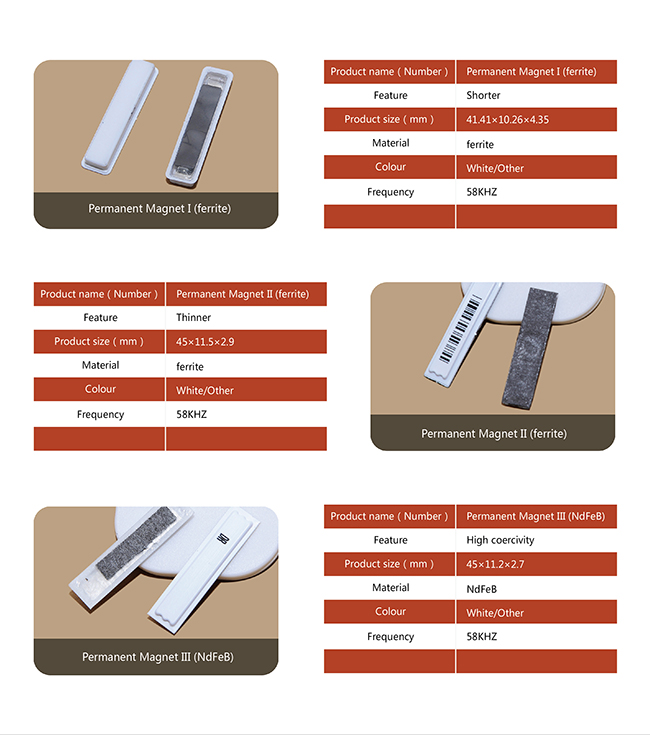 Permanent Magnet I (ferrite)
Product name ( Number ) Permanent Magnet I (ferrite)
Feature Shorter
Product size ( mm ) 41.41×10.26×4.35
Material ferrite
Colour White/Other
Frequency 58KHZ
Product name ( Number ) Permanent Magnet II (ferrite)
Feature Thinner
Product size ( mm ) 45×11.5×2.9
Material ferrite
Colour White/Other
Frequency 58KHZ
Permanent Magnet II (ferrite)
Permanent Magnet III (NdFeB)
Product name ( Number ) Permanent Magnet III (NdFeB)
Feature High coercivity
Product size ( mm ) 45×11.2×2.7
Material NdFeB
Colour White/Other
Frequency 58KHZ